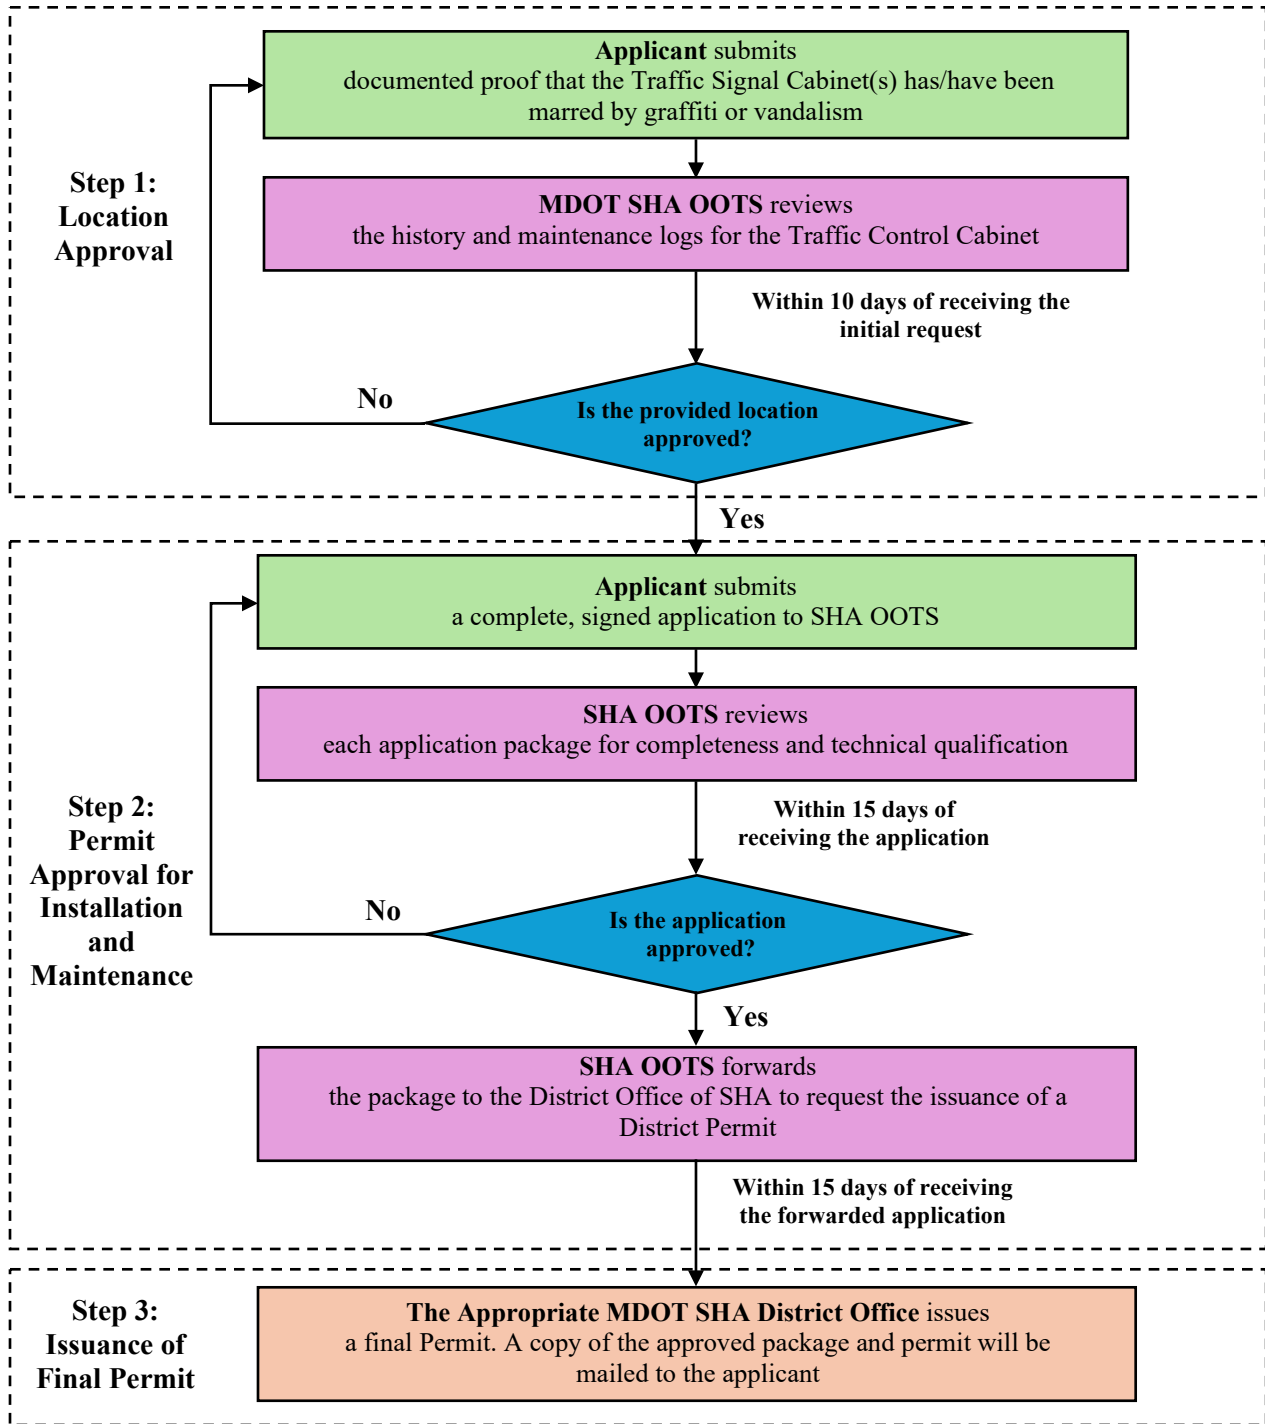 Applicant submits
documented proof that the Traffic Signal Cabinet(s) has/have been
marred by graffiti or vandalism
Step 1:
Location
Approval
MDOT SHA OOTS reviews
the history and maintenance logs for the Traffic Control Cabinet
Within 10 days of receiving the
initial request
No
Is the provided location
approved?
Yes
Applicant submits
a complete, signed application to SHA OOTS
SHA OOTS reviews
each application package for completeness and technical qualification
Step 2:
Permit
Approval for
Installation
and
Maintenance
Within 15 days of
receiving the application
No
Is the application
approved?
Yes
SHA OOTS forwards
the package to the District Office of SHA to request the issuance of a
District Permit
Within 15 days of receiving
the forwarded application
Step 3:
Issuance of
Final Permit
The Appropriate MDOT SHA District Office issues
a final Permit. A copy of the approved package and permit will be
mailed to the applicant